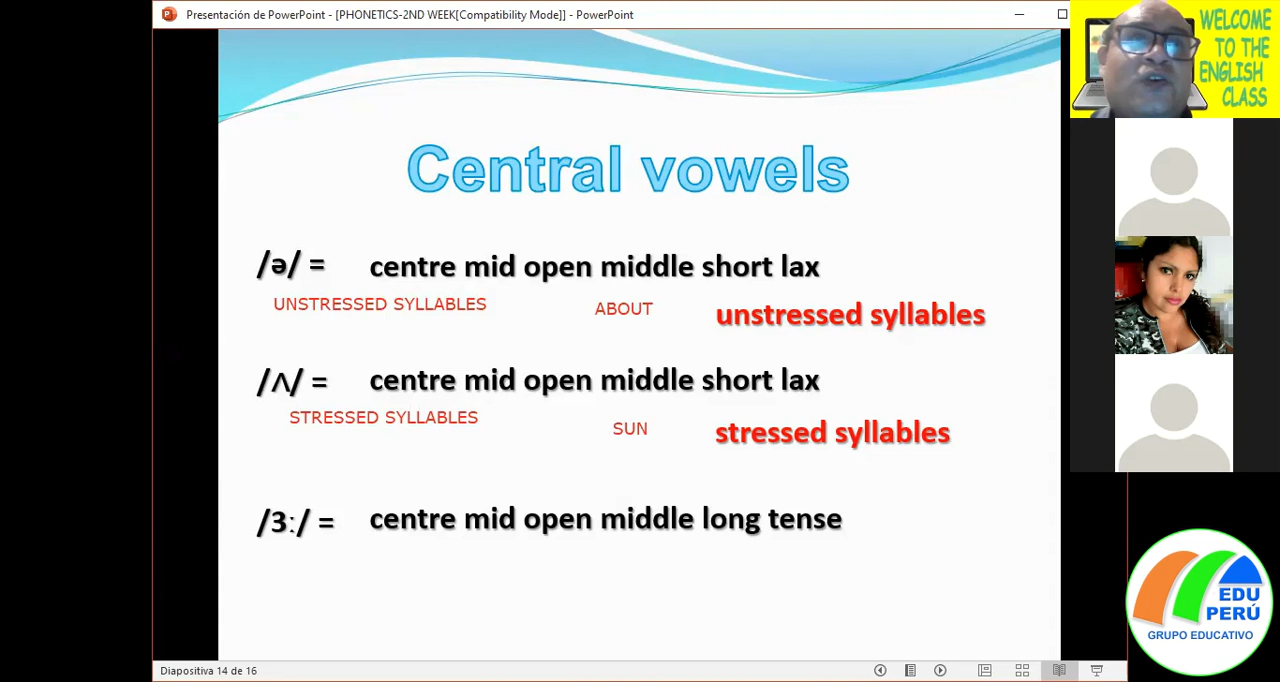 Presentación de PowerPoint - [PHONETICS-2ND WEEK[Compatibility Mode]] - PowerPoint
WELCOME
TO THE
ENGLISH
CLASS
Central vowels
/ə/ = centre mid open middle short lax
UNSTRESSED SYLLABLES ABOUT unstressed syllables
/ʌ/ = centre mid open middle short lax
STRESSED SYLLABLES SUN stressed syllables
/3ː/ = centre mid open middle long tense
EDU
PERÚ
GRUPO EDUCATIVO
Diapositiva 14 de 16